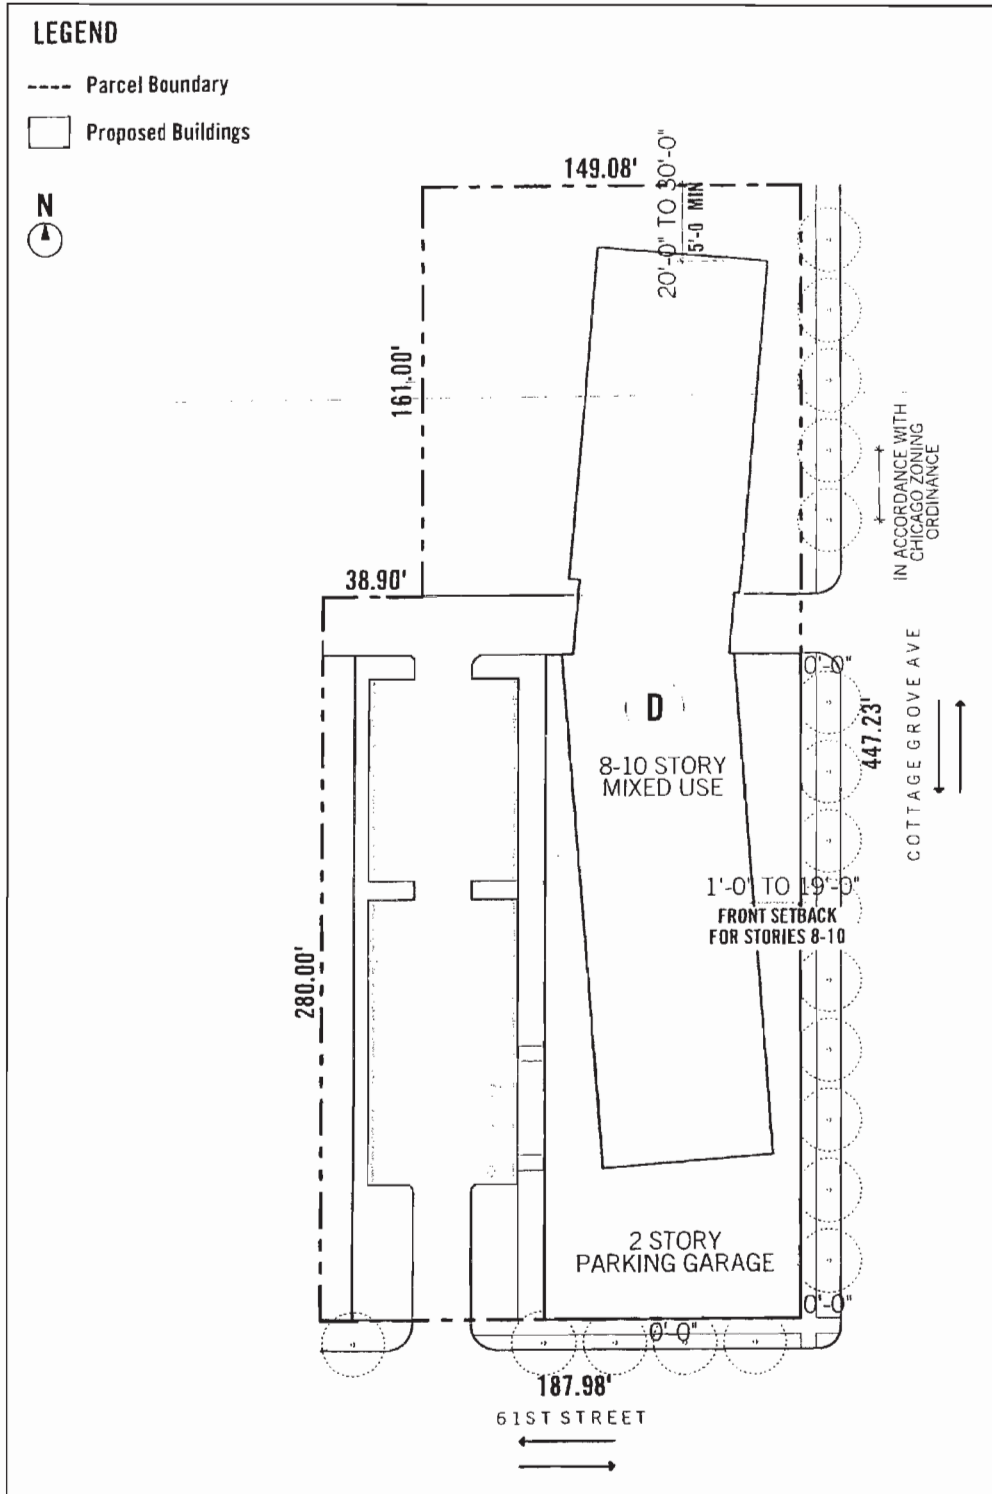 LEGEND
Parcel Boundary
Proposed Buildings
N
149.08'
20'-0" TO 30'-0"
5'-0 MIN
161.00'
IN ACCORDANCE WITH
CHICAGO ZONING
ORDINANCE
38.90'
0'-0"
D
8-10 STORY
MIXED USE
447.23'
COTTAGE GROVE AVE
1'-0" TO 19'-0"
FRONT SETBACK
FOR STORIES 8-10
280.00'
2 STORY
PARKING GARAGE
0'-0"
0'-0"
187.98'
61ST STREET